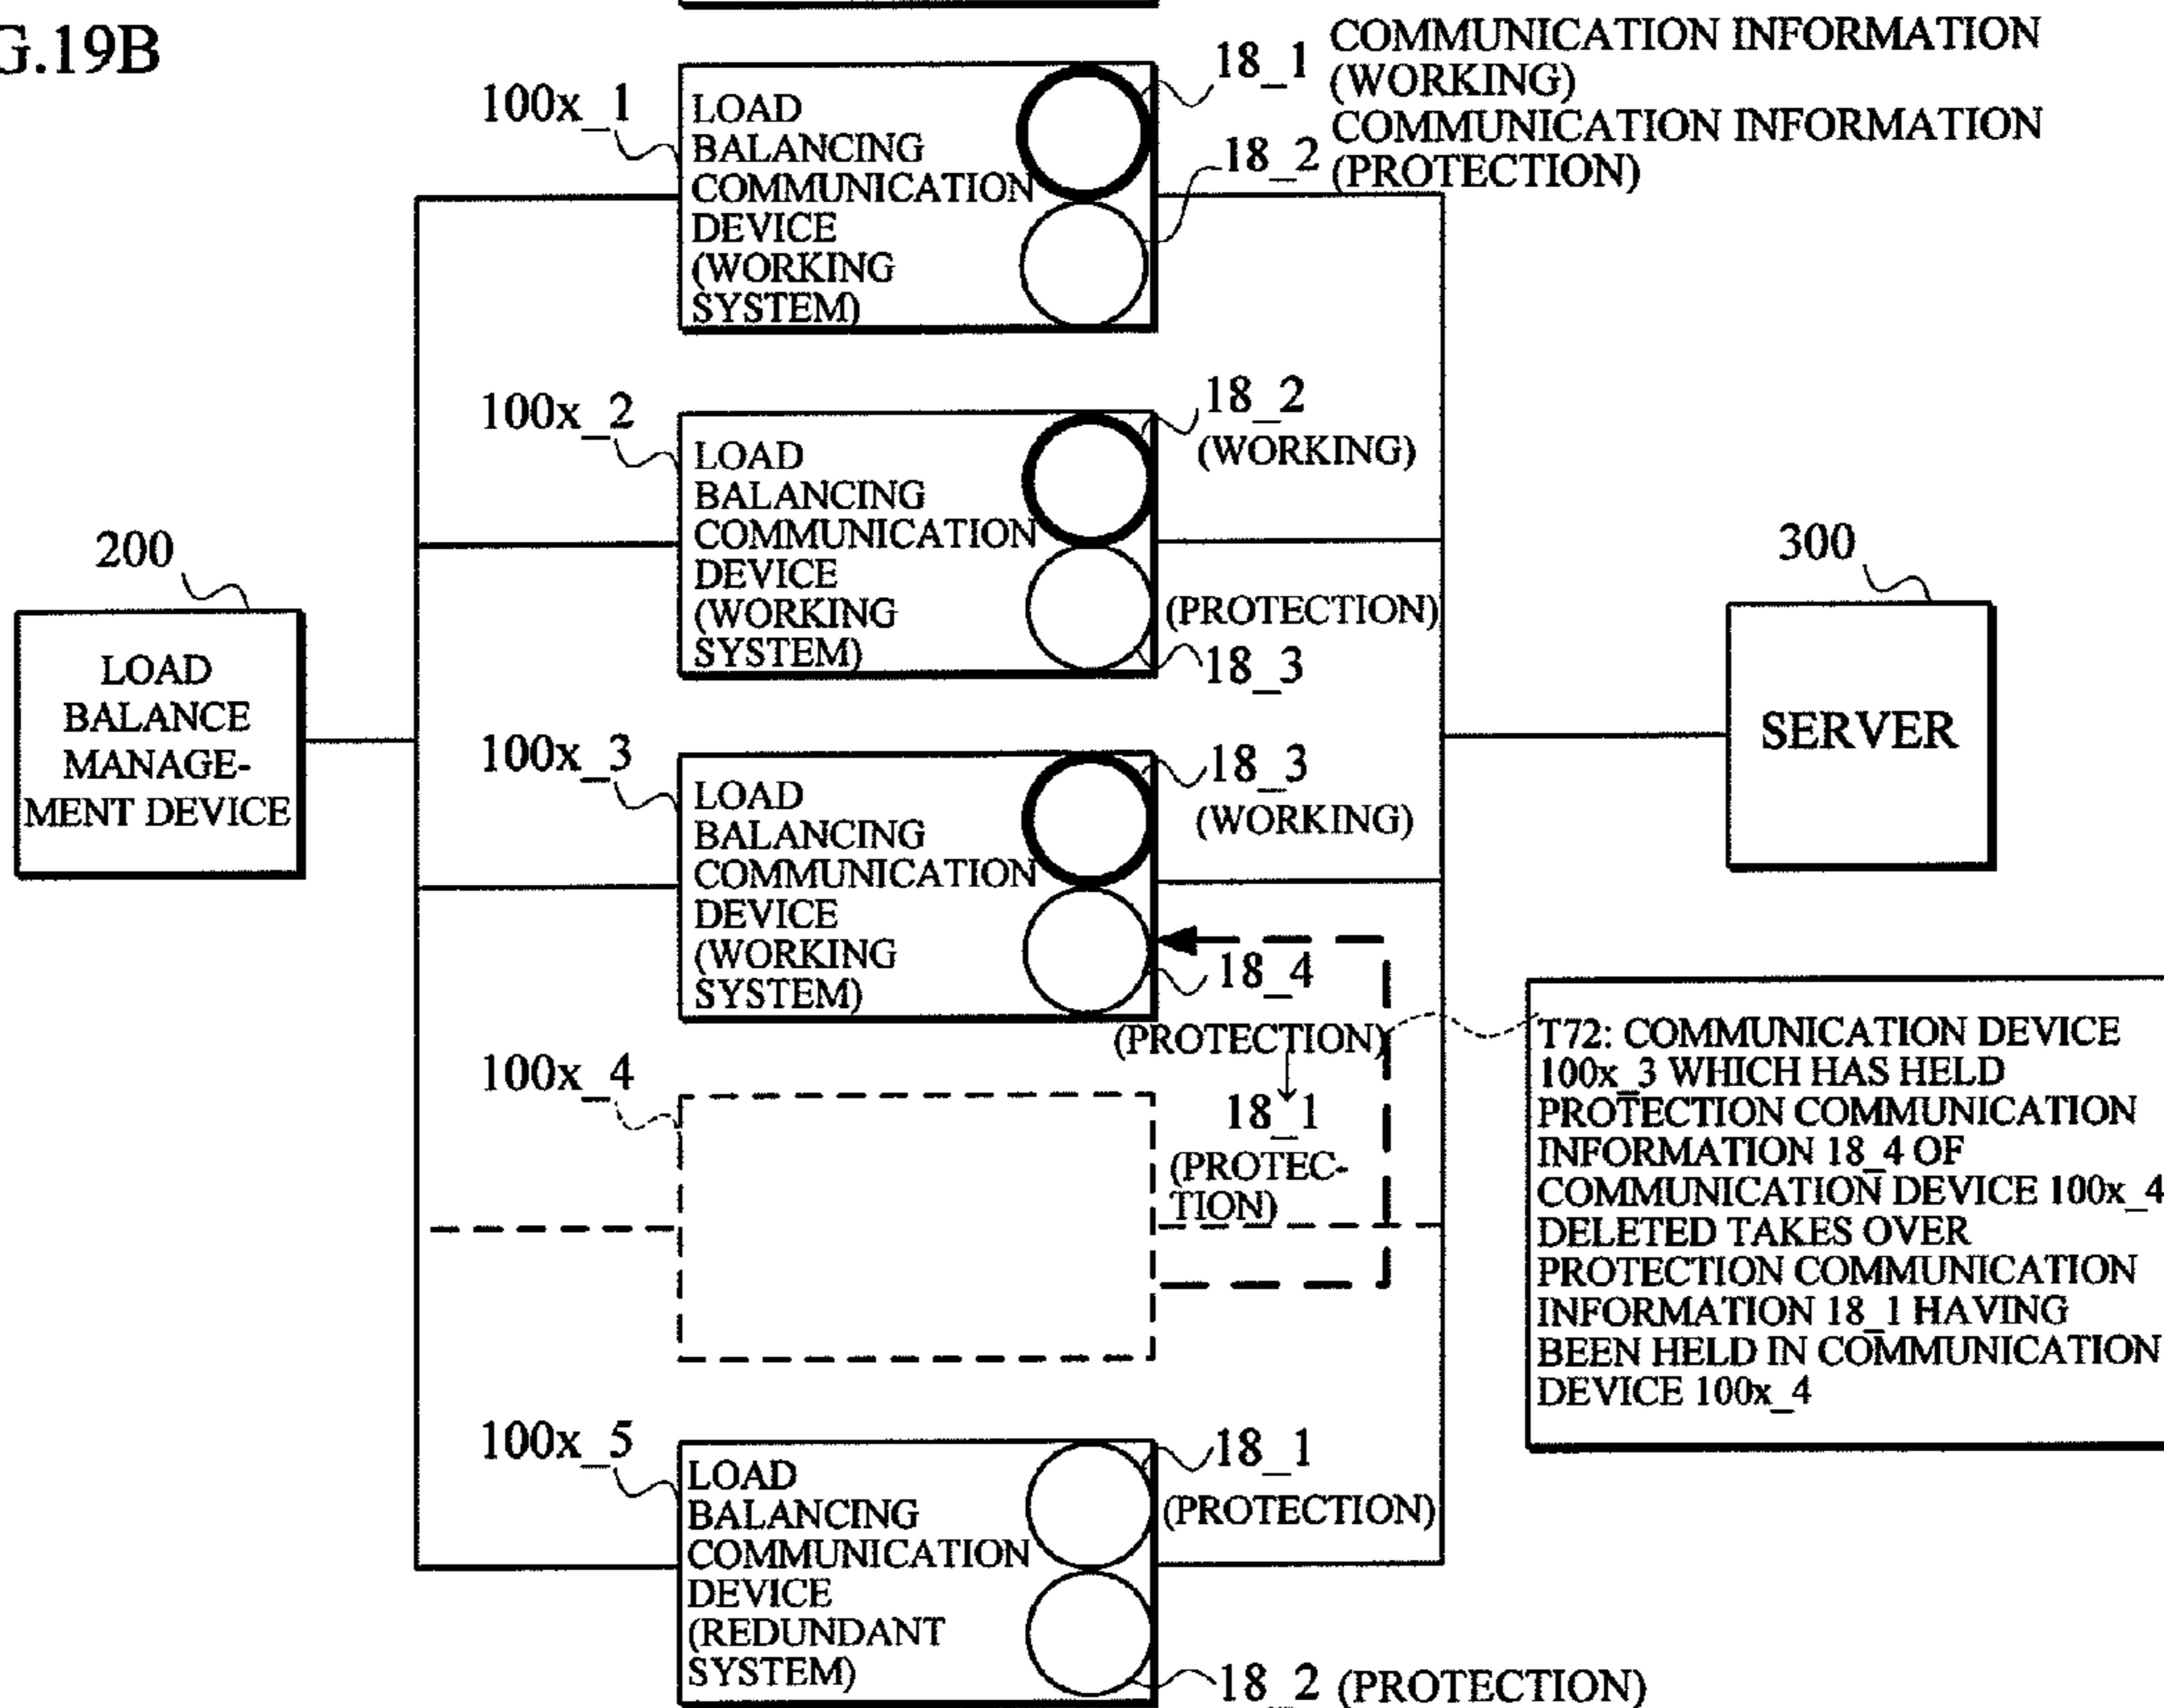 G.19B
COMMUNICATION INFORMATION
(WORKING)
COMMUNICATION INFORMATION
(PROTECTION)
18_1
18_2
100x_1
LOAD
BALANCING
COMMUNICATION
DEVICE
(WORKING
SYSTEM)
100x_2
LOAD
BALANCING
COMMUNICATION
DEVICE
(WORKING
SYSTEM)
18_2
(WORKING)
(PROTECTION)
18_3
200
LOAD
BALANCE
MANAGE-
MENT DEVICE
300
SERVER
100x_3
LOAD
BALANCING
COMMUNICATION
DEVICE
(WORKING
SYSTEM)
18_3
(WORKING)
18_4
(PROTECTION)
18_1
(PROTEC-
TION)
100x_4
T72: COMMUNICATION DEVICE
100x_3 WHICH HAS HELD
PROTECTION COMMUNICATION
INFORMATION 18_4 OF
COMMUNICATION DEVICE 100x_4
DELETED TAKES OVER
PROTECTION COMMUNICATION
INFORMATION 18_1 HAVING
BEEN HELD IN COMMUNICATION
DEVICE 100x_4
100x_5
LOAD
BALANCING
COMMUNICATION
DEVICE
(REDUNDANT
SYSTEM)
18_1
(PROTECTION)
18_2 (PROTECTION)